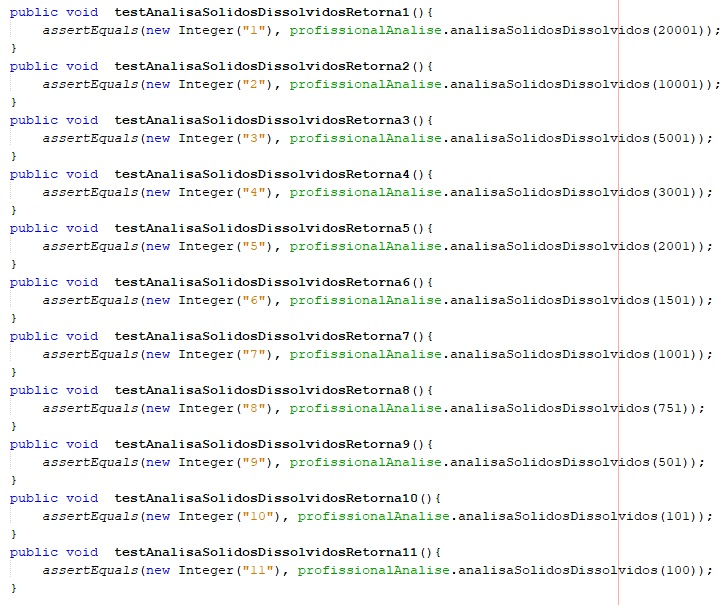 public void  testAnalisaSolidosDissolvidosRetorna1(){
    assertEquals(new Integer("1"), profissionalAnalise.analisaSolidosDissolvidos(20001));
}
public void  testAnalisaSolidosDissolvidosRetorna2(){
    assertEquals(new Integer("2"), profissionalAnalise.analisaSolidosDissolvidos(10001));
}
public void  testAnalisaSolidosDissolvidosRetorna3(){
    assertEquals(new Integer("3"), profissionalAnalise.analisaSolidosDissolvidos(5001));
}
public void  testAnalisaSolidosDissolvidosRetorna4(){
    assertEquals(new Integer("4"), profissionalAnalise.analisaSolidosDissolvidos(3001));
}
public void  testAnalisaSolidosDissolvidosRetorna5(){
    assertEquals(new Integer("5"), profissionalAnalise.analisaSolidosDissolvidos(2001));
}
public void  testAnalisaSolidosDissolvidosRetorna6(){
    assertEquals(new Integer("6"), profissionalAnalise.analisaSolidosDissolvidos(1501));
}
public void  testAnalisaSolidosDissolvidosRetorna7(){
    assertEquals(new Integer("7"), profissionalAnalise.analisaSolidosDissolvidos(1001));
}
public void  testAnalisaSolidosDissolvidosRetorna8(){
    assertEquals(new Integer("8"), profissionalAnalise.analisaSolidosDissolvidos(751));
}
public void  testAnalisaSolidosDissolvidosRetorna9(){
    assertEquals(new Integer("9"), profissionalAnalise.analisaSolidosDissolvidos(501));
}
public void  testAnalisaSolidosDissolvidosRetorna10(){
    assertEquals(new Integer("10"), profissionalAnalise.analisaSolidosDissolvidos(101));
}
public void  testAnalisaSolidosDissolvidosRetorna11(){
    assertEquals(new Integer("11"), profissionalAnalise.analisaSolidosDissolvidos(100));
}